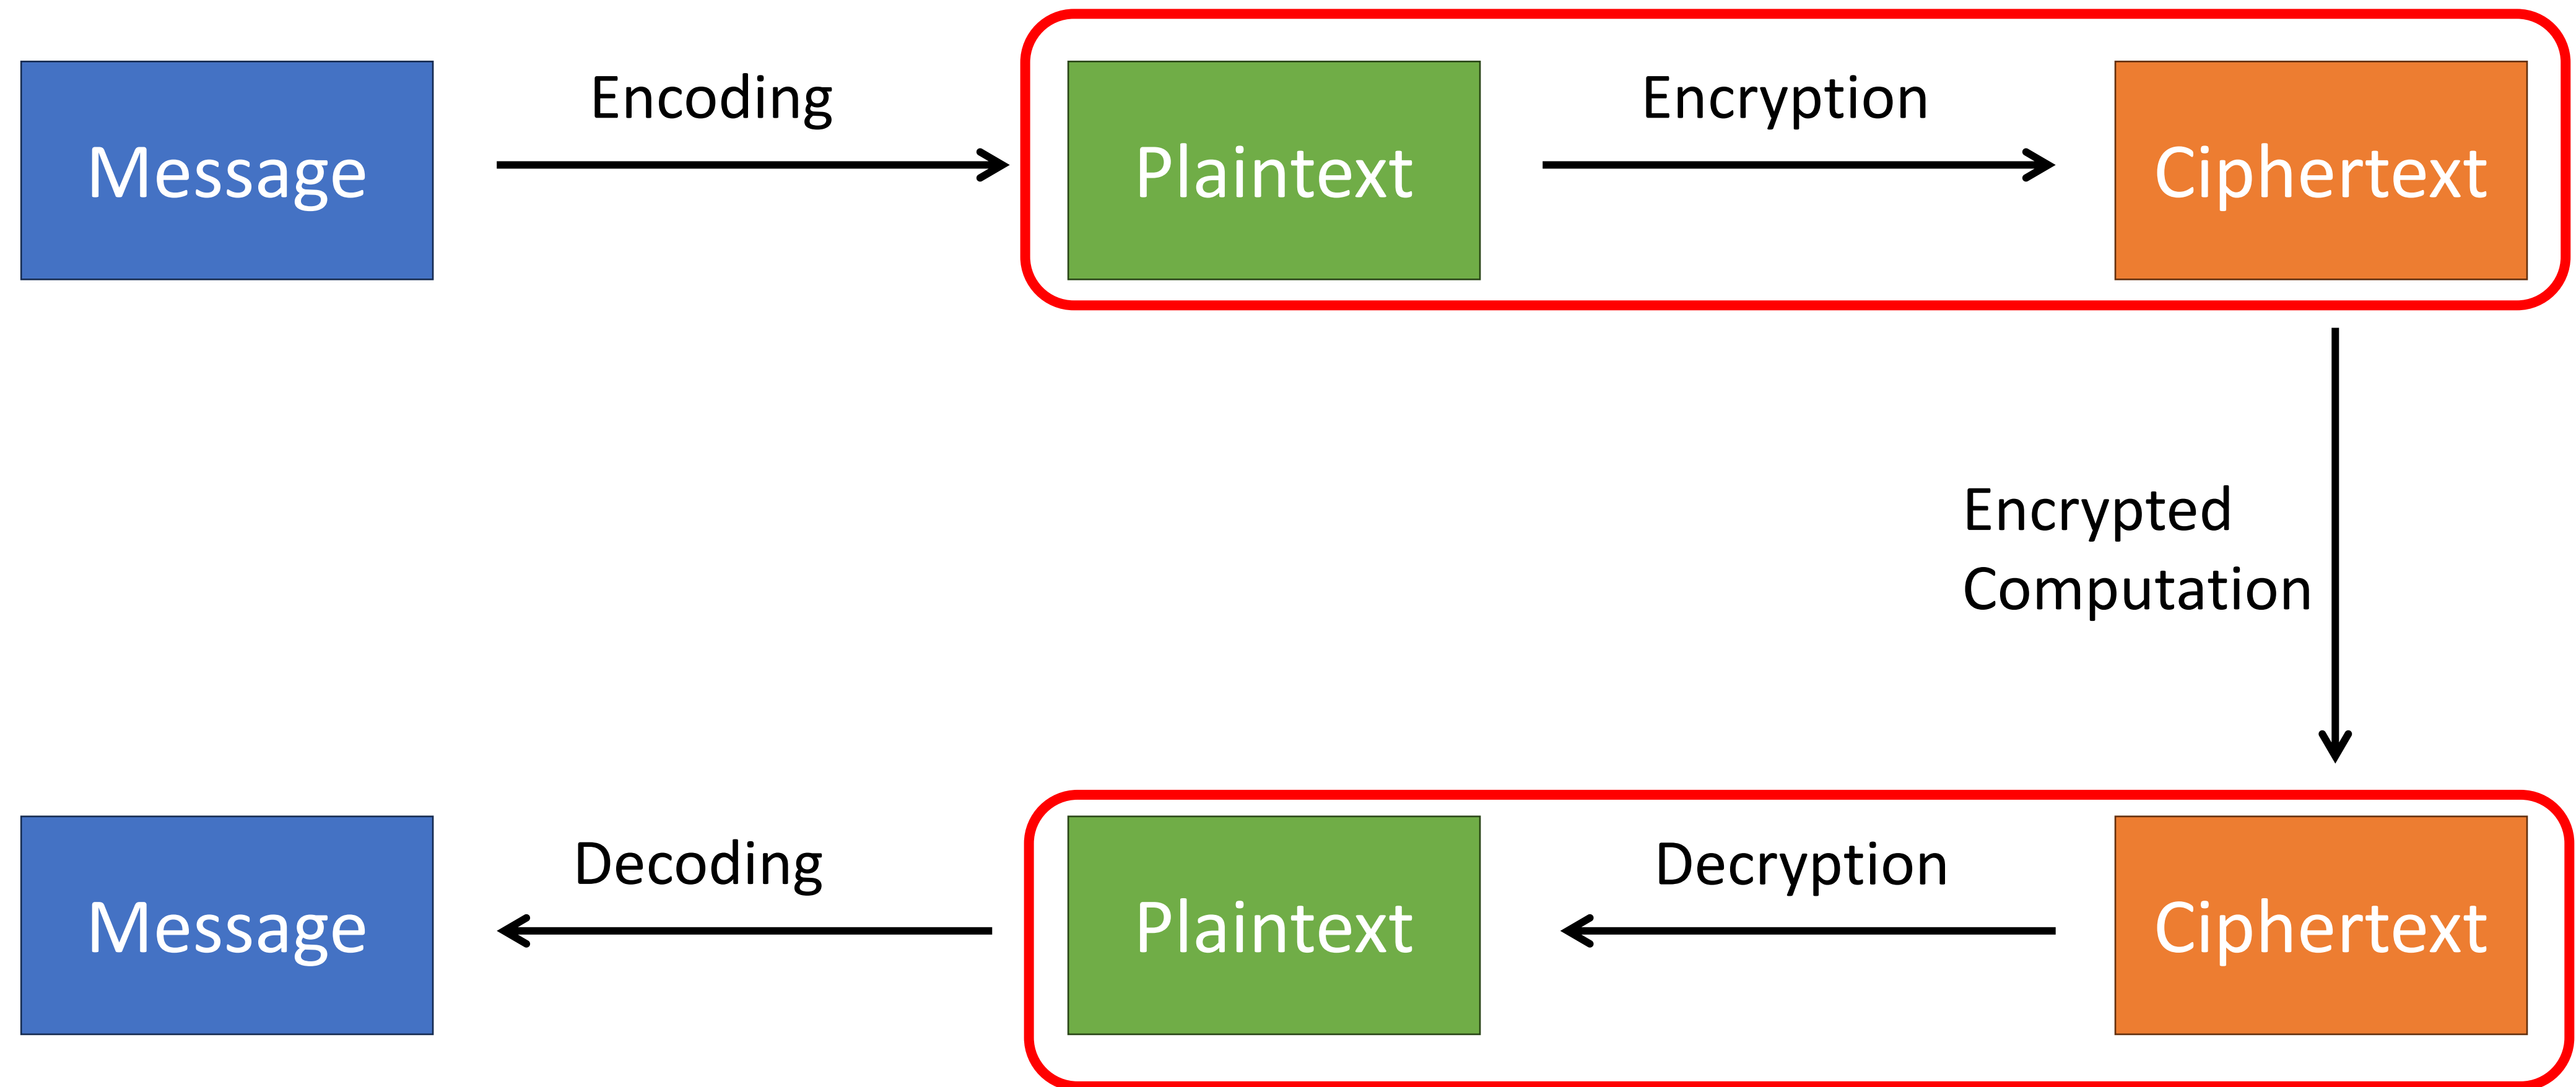 Message
Encoding
Plaintext
Encryption
Ciphertext
Encrypted
Computation
Message
Decoding
Plaintext
Decryption
Ciphertext